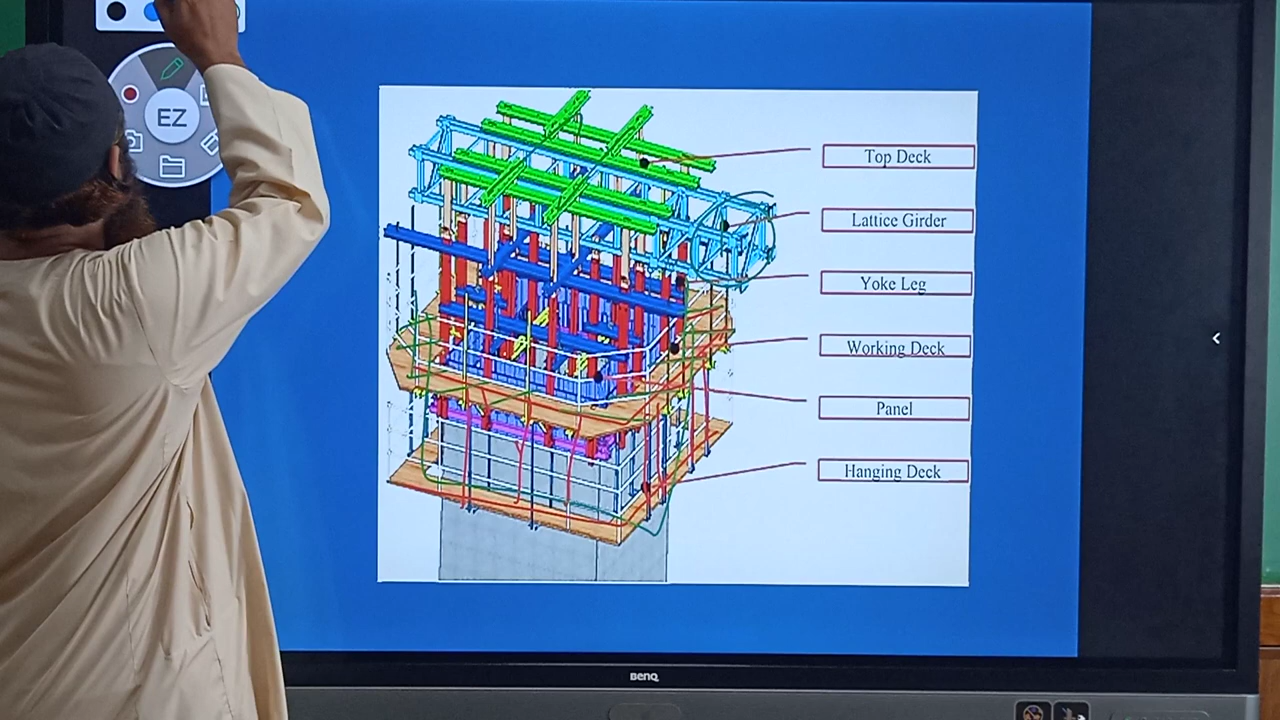 EZ
Top Deck
Lattice Girder
Yoke Leg
Working Deck
Panel
Hanging Deck
BenQ